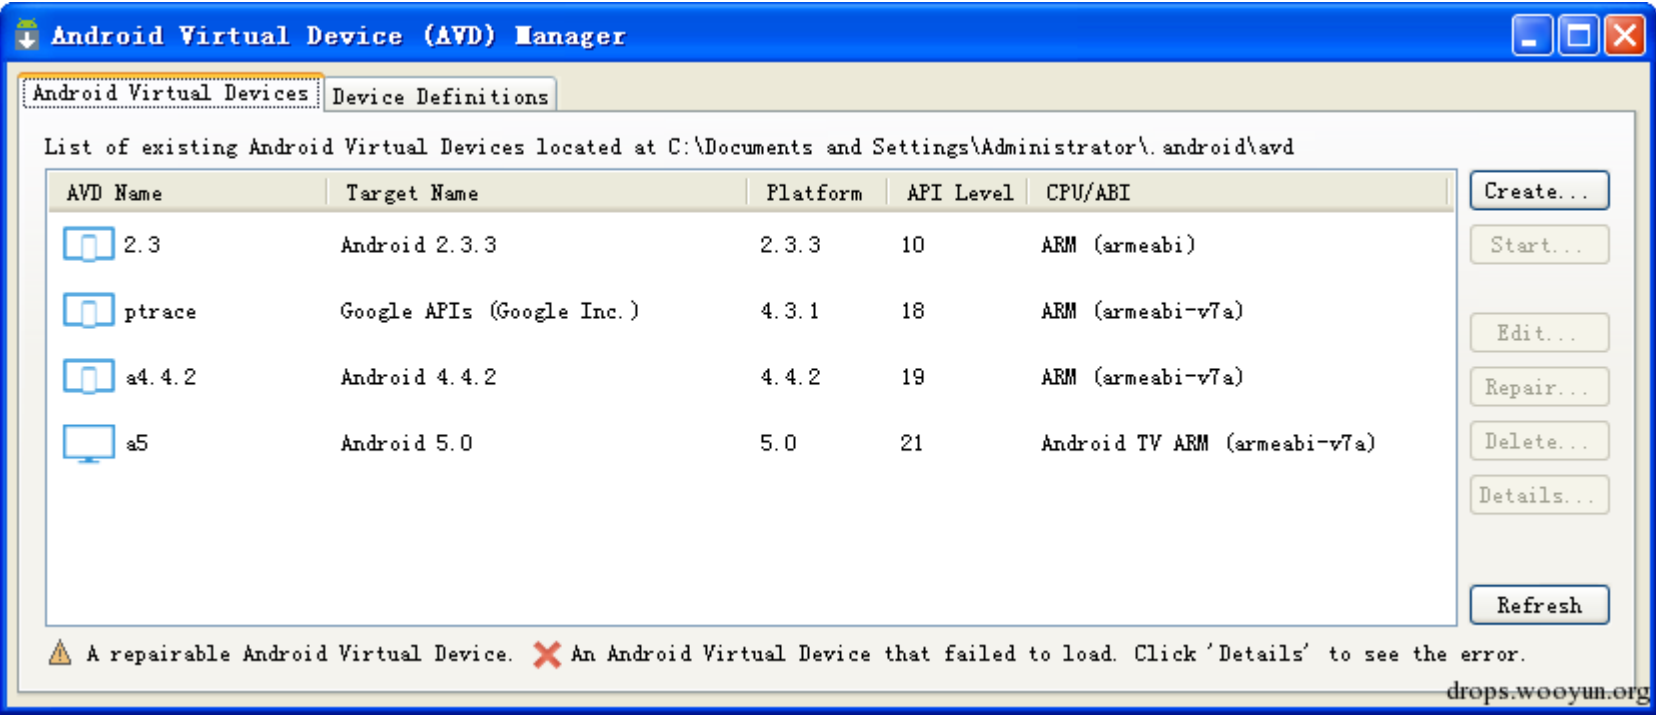 Android Virtual Device (AVD) Manager
Android Virtual Devices Device Definitions
List of existing Android Virtual Devices located at C:\Documents and Settings\Administrator\.android\avd
AVD Name Target Name Platform API Level CPU/ABI
2.3 Android 2.3.3 2.3.3 10 ARM (armeabi)
ptrace Google APIs (Google Inc.) 4.3.1 18 ARM (armeabi-v7a)
a4.4.2 Android 4.4.2 4.4.2 19 ARM (armeabi-v7a)
a5 Android 5.0 5.0 21 Android TV ARM (armeabi-v7a)
Create...
Start...
Edit...
Repair...
Delete...
Details...
Refresh
A repairable Android Virtual Device. An Android Virtual Device that failed to load. Click 'Details' to see the error.
drops.wooyun.org